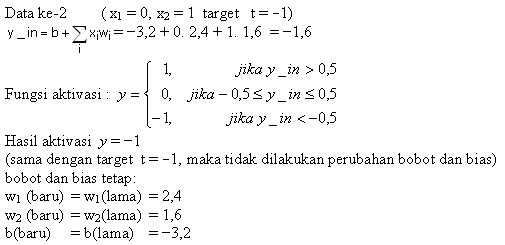 Data ke-2 ( x₁ = 0, x₂ = 1 target t = −1)
y _ in = b + ∑ᵢ xᵢwᵢ = −3,2 + 0. 2,4 + 1. 1,6 = −1,6
1, jika y _ in > 0,5
Fungsi aktivasi : y = { 0, jika − 0,5 ≤ y _ in ≤ 0,5
−1, jika y _ in < −0,5
Hasil aktivasi y = −1
(sama dengan target t = −1, maka tidak dilakukan perubahan bobot dan bias)
bobot dan bias tetap:
w₁ (baru) = w₁(lama) = 2,4
w₂ (baru) = w₂(lama) = 1,6
b(baru) = b(lama) = −3,2